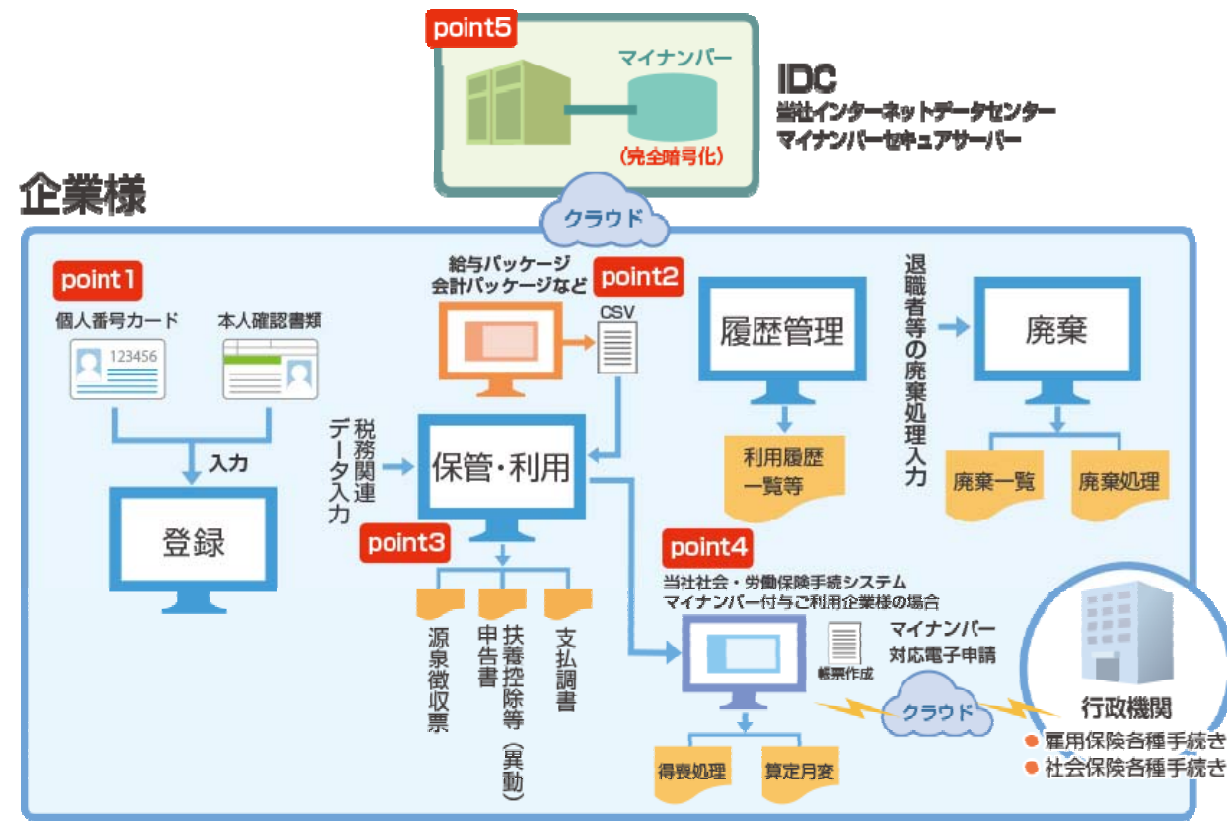 point5
マイナンバー
(完全暗号化)
IDC
当社インターネットデータセンター
マイナンバーセキュアサーバー
クラウド
企業様
point1
個人番号カード
本人確認書類
123456
入力
登録
給与パッケージ
会計パッケージなど
point2
CSV
税務関連
データ入力
保管・利用
point3
源泉徴収票
扶養控除等(異動)
申告書
支払調書
履歴管理
利用履歴
一覧等
退職者等の廃棄処理入力
廃棄
廃棄一覧
廃棄処理
point4
当社社会・労働保険手続システム
マイナンバー付与ご利用企業様の場合
帳票作成
マイナンバー
対応電子申請
クラウド
得喪処理
算定月変
行政機関
●雇用保険各種手続き
●社会保険各種手続き